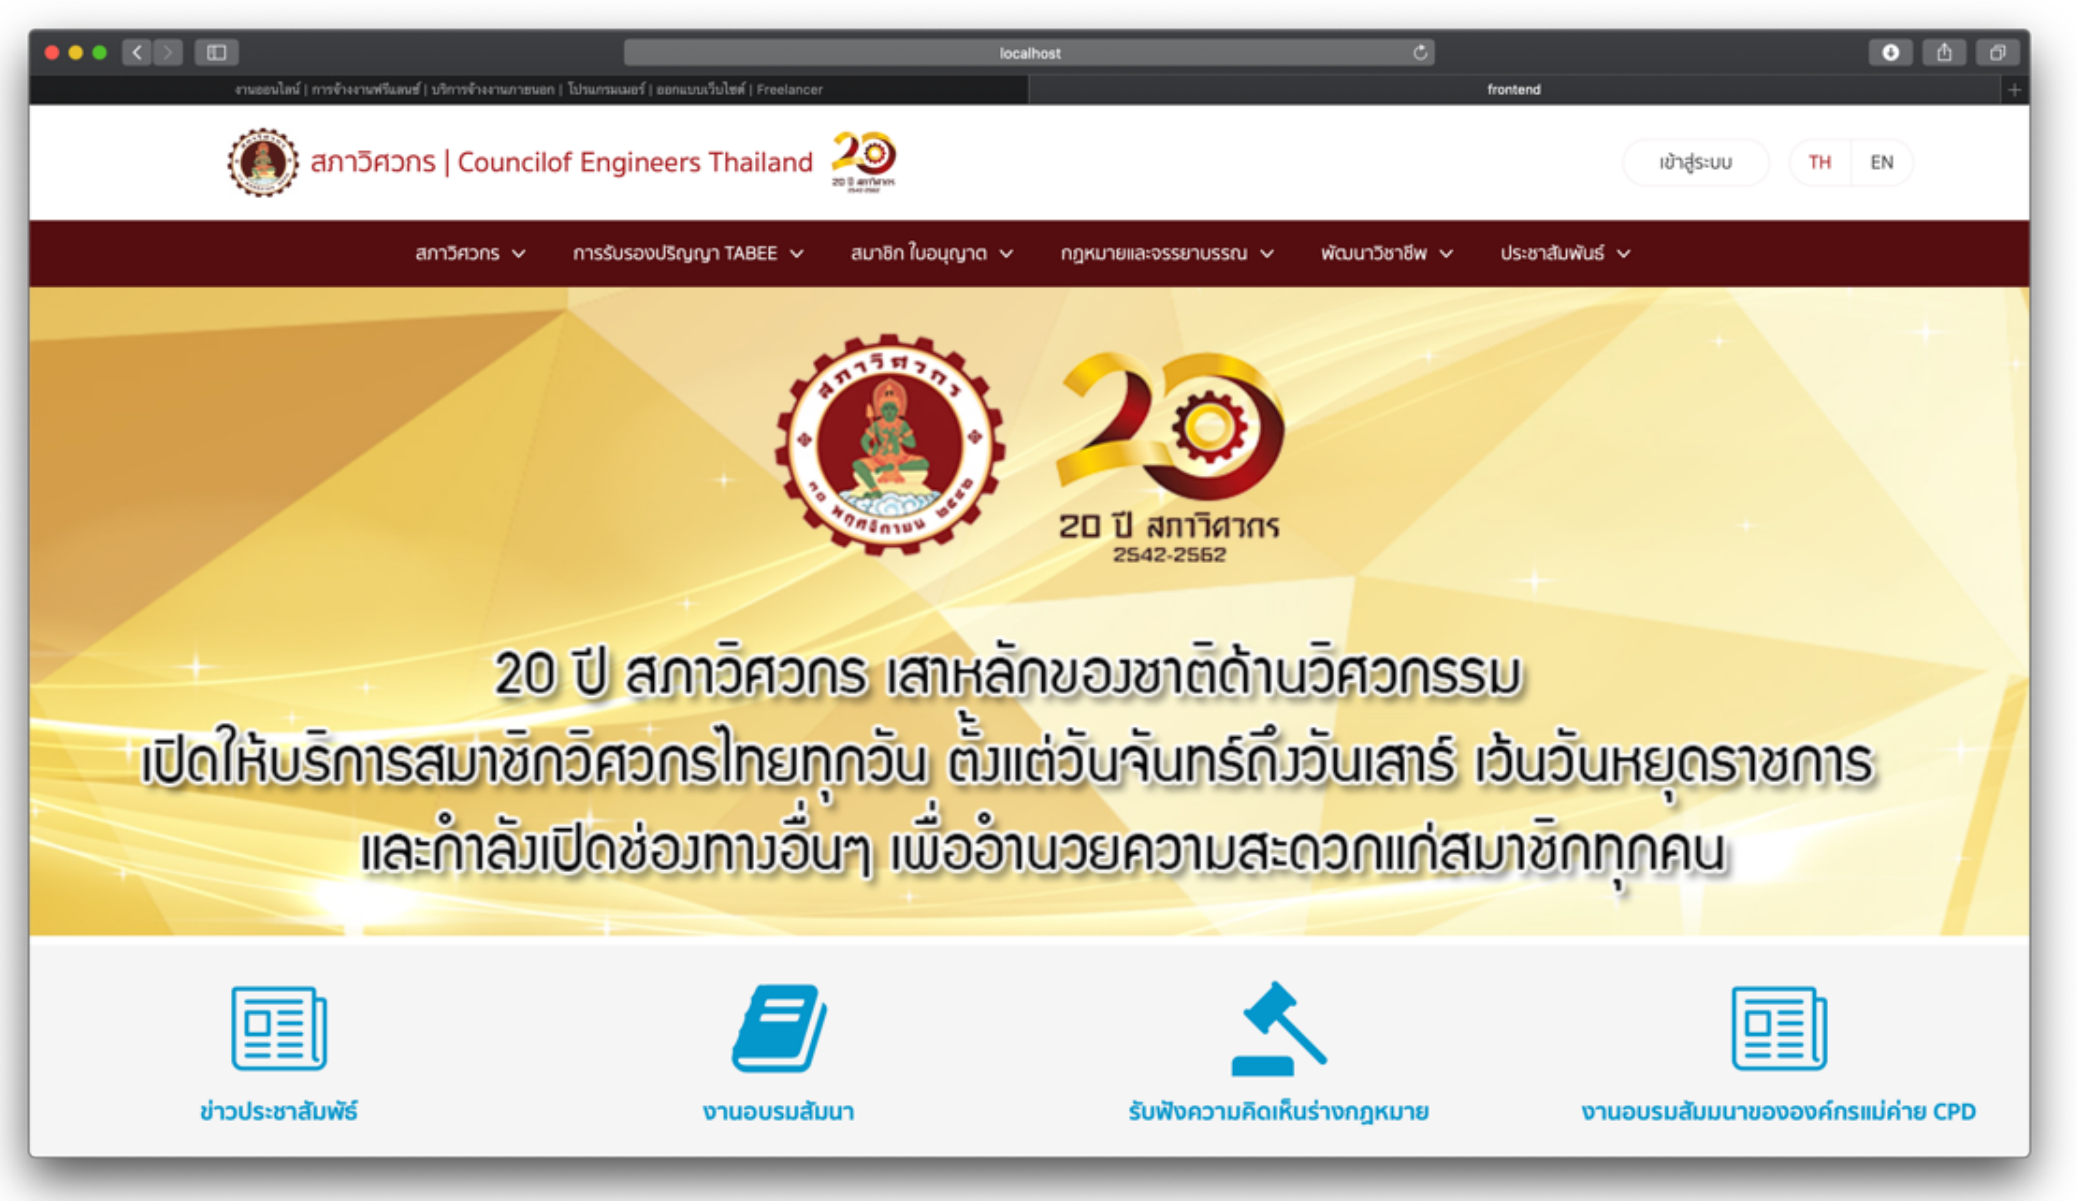 localhost
งานออนไลน์ | การจ้างงานฟรีแลนซ์ | บริการจ้างงานภายนอก | โปรแกรมเมอร์ | ออกแบบเว็บไซต์ | Freelancer
frontend
สภาวิศวกร | Councilof Engineers Thailand
20 ปี สภาวิศวกร
2542-2562
เข้าสู่ระบบ
TH EN
สภาวิศวกร การรับรองปริญญา TABEE สมาชิก ใบอนุญาต กฎหมายและจรรยาบรรณ พัฒนาวิชาชีพ ประชาสัมพันธ์
สภาวิศวกร
๓๐ พฤศจิกายน ๒๕๔๒
20 ปี สภาวิศวกร
2542-2562
20 ปี สภาวิศวกร เสาหลักของชาติด้านวิศวกรรม
เปิดให้บริการสมาชิกวิศวกรไทยทุกวัน ตั้งแต่วันจันทร์ถึงวันเสาร์ เว้นวันหยุดราชการ
และกำลังเปิดช่องทางอื่นๆ เพื่ออำนวยความสะดวกแก่สมาชิกทุกคน
ข่าวประชาสัมพัธ์
งานอบรมสัมนา
รับฟังความคิดเห็นร่างกฎหมาย
งานอบรมสัมมนาขององค์กรแม่ค่าย CPD